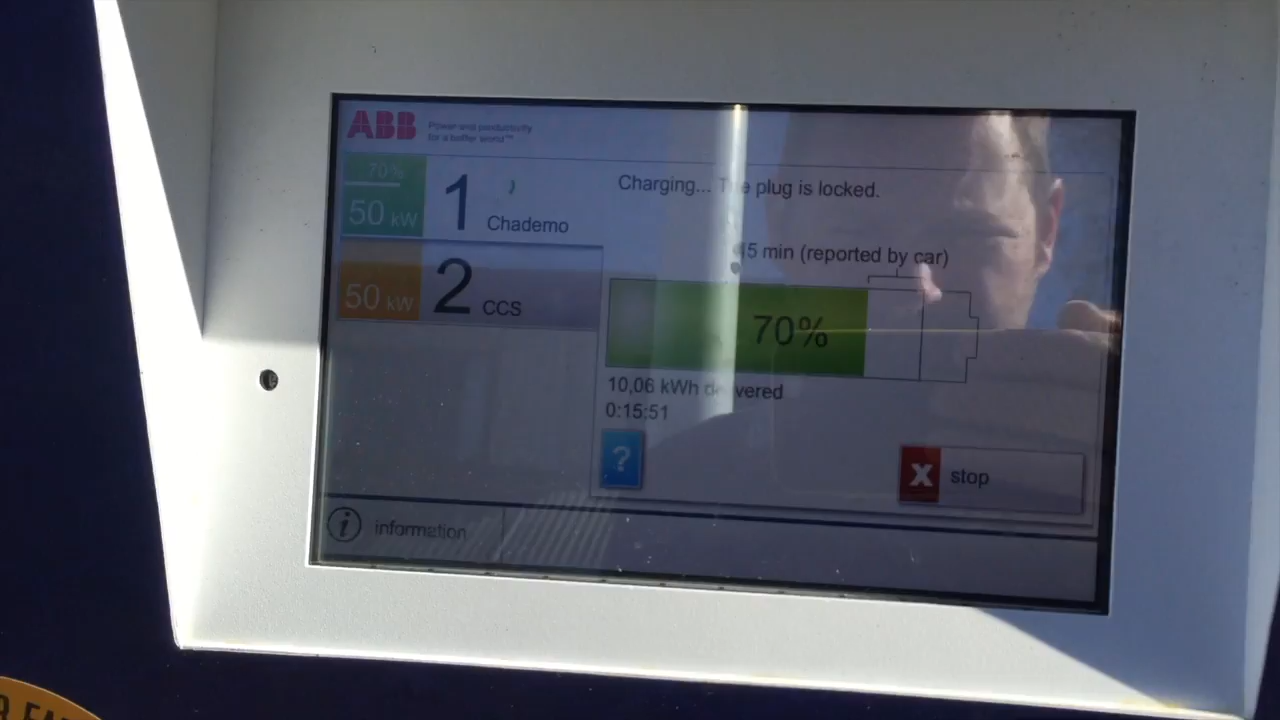 ABB
Power and productivity
for a better world™
70%
50 kW
1
Chademo
50 kW
2
CCS
Charging... The plug is locked.
min (reported by car)
70%
10,06 kWh delivered
0:15:51
?
X stop
i information